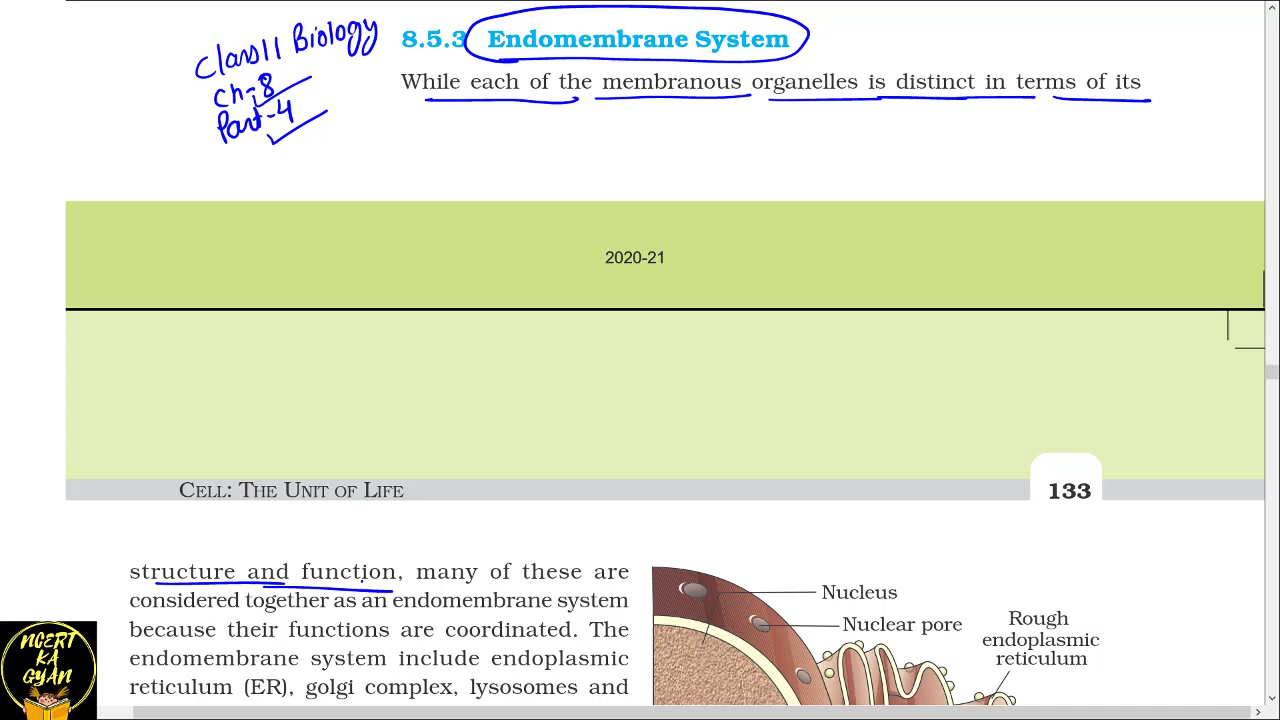 Class 11 Biology
Ch-8
Part-4
8.5.3 Endomembrane System
While each of the membranous organelles is distinct in terms of its
2020-21
CELL: THE UNIT OF LIFE
133
structure and function, many of these are
considered together as an endomembrane system
because their functions are coordinated. The
endomembrane system include endoplasmic
reticulum (ER), golgi complex, lysosomes and
Nucleus
Nuclear pore
Rough
endoplasmic
reticulum
NCERT
KA
GYAN